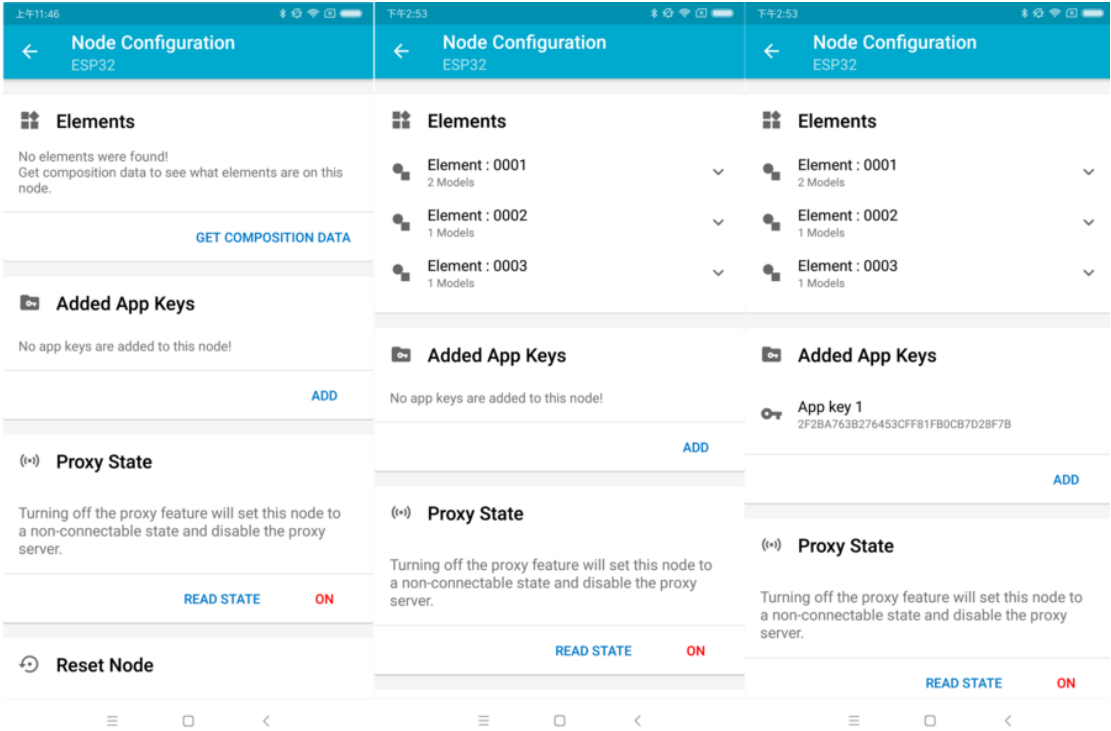 上午11:46
Node Configuration
ESP32
Elements
No elements were found!
Get composition data to see what elements are on this
node.
GET COMPOSITION DATA
Added App Keys
No app keys are added to this node!
ADD
Proxy State
Turning off the proxy feature will set this node to
a non-connectable state and disable the proxy
server.
READ STATE
ON
Reset Node
下午2:53
Node Configuration
ESP32
Elements
Element : 0001
2 Models
Element : 0002
1 Models
Element : 0003
1 Models
Added App Keys
No app keys are added to this node!
ADD
Proxy State
Turning off the proxy feature will set this node to
a non-connectable state and disable the proxy
server.
READ STATE
ON
下午2:53
Node Configuration
ESP32
Elements
Element : 0001
2 Models
Element : 0002
1 Models
Element : 0003
1 Models
Added App Keys
App key 1
2F2BA763B276453CFF81FB0CB7D28F7B
ADD
Proxy State
Turning off the proxy feature will set this node to
a non-connectable state and disable the proxy
server.
READ STATE
ON